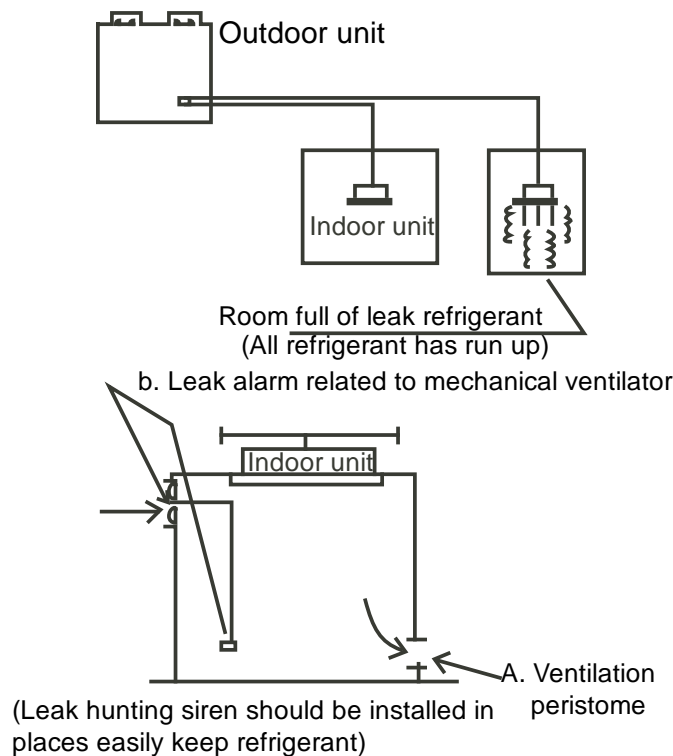 Outdoor unit
Indoor unit
Room full of leak refrigerant
(All refrigerant has run up)
b. Leak alarm related to mechanical ventilator
Indoor unit
A. Ventilation
peristome
(Leak hunting siren should be installed in
places easily keep refrigerant)